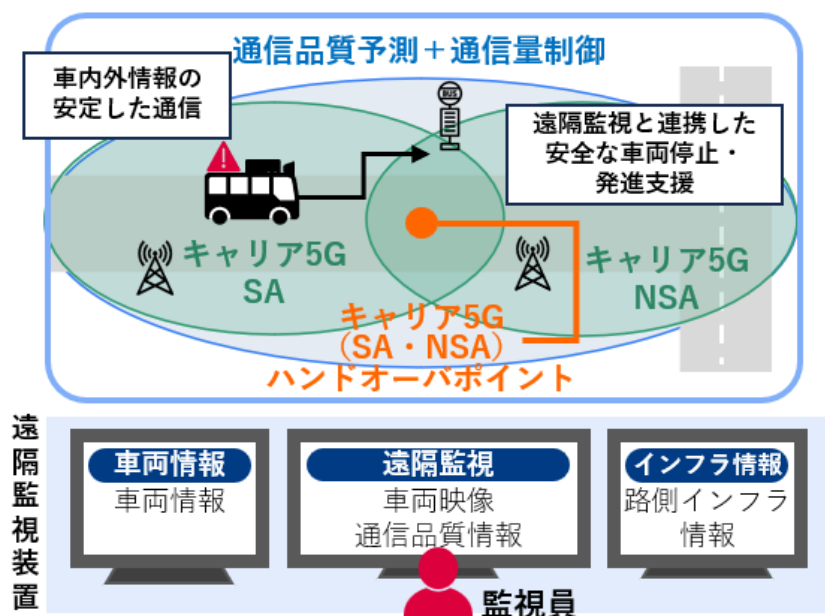 通信品質予測＋通信量制御
車内外情報の
安定した通信
BUS
遠隔監視と連携した
安全な車両停止・
発進支援
キャリア5G
SA
キャリア5G
NSA
キャリア5G
（SA・NSA）
ハンドオーバポイント
遠隔監視装置
車両情報
車両情報
遠隔監視
車両映像
通信品質情報
インフラ情報
路側インフラ
情報
監視員